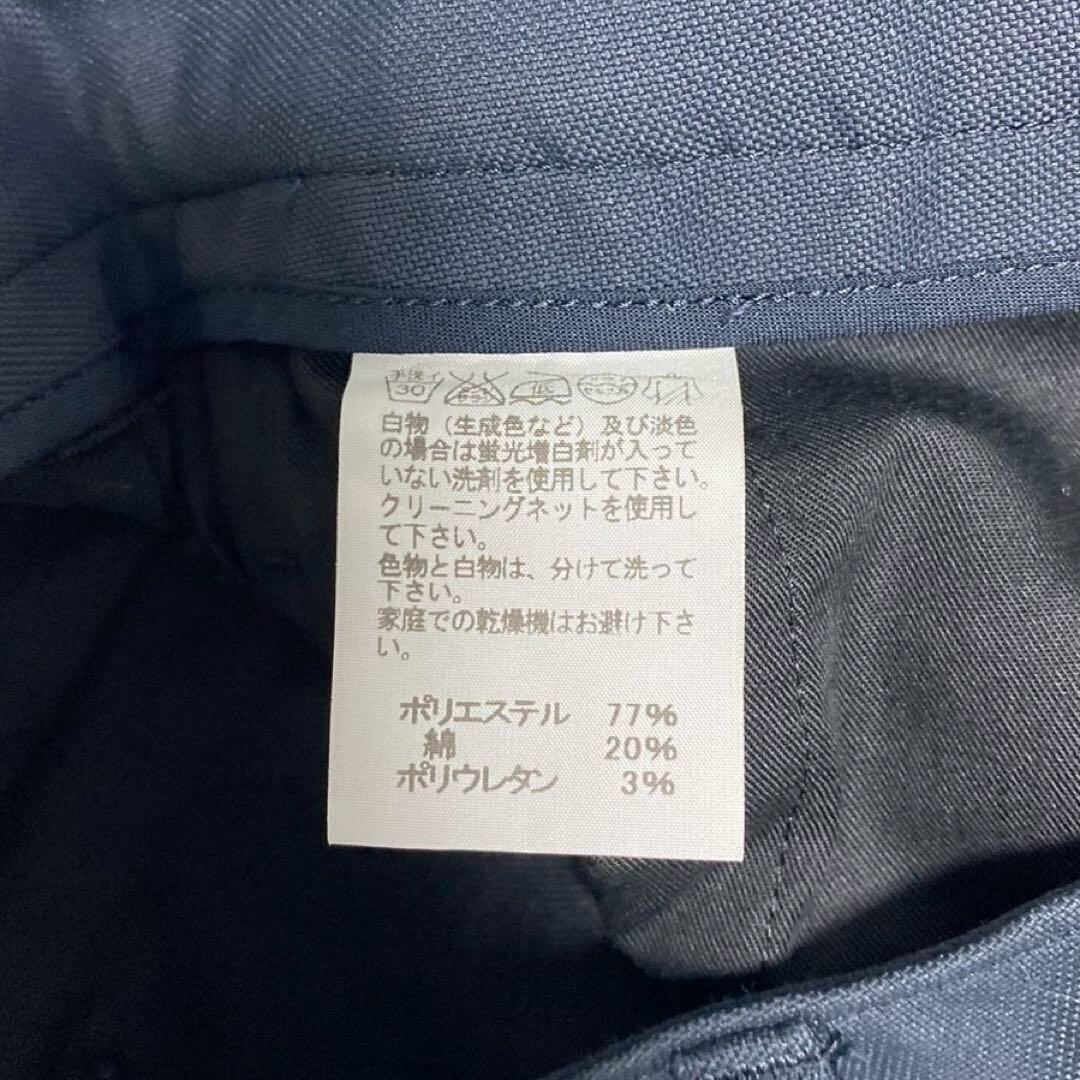 手洗イ
30
低
白物（生成色など）及び淡色
の場合は蛍光増白剤が入って
いない洗剤を使用して下さい。
クリーニングネットを使用し
て下さい。
色物と白物は、分けて洗って
下さい。
家庭での乾燥機はお避け下さ
い。
ポリエステル 77%
綿 20%
ポリウレタン 3%